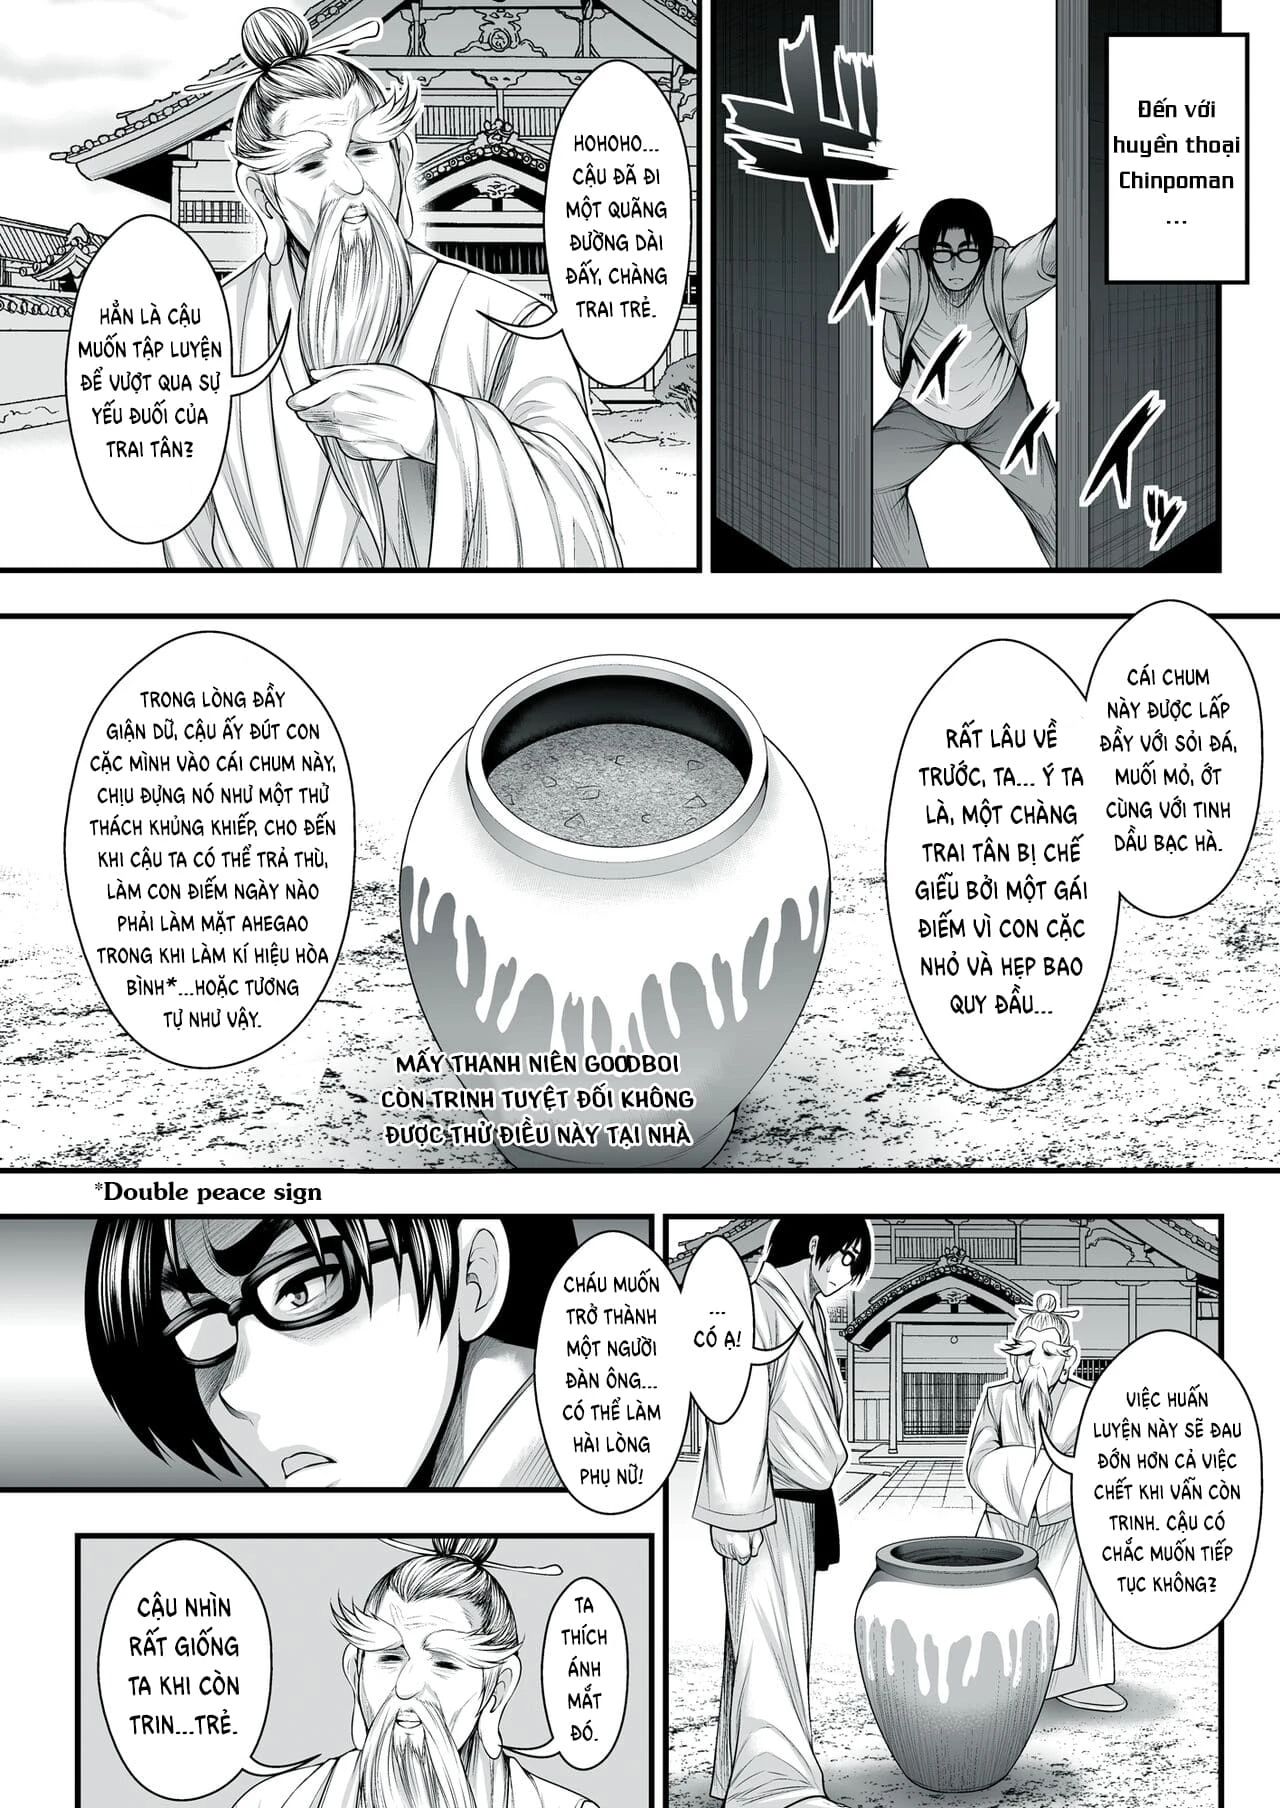 Đến với
huyền thoại
Chinpoman
...
ギ
イ
イ
イ
ッ
HOHOHO...
CẬU ĐÃ ĐI
MỘT QUÃNG
ĐƯỜNG DÀI
ĐẤY, CHÀNG
TRAI TRẺ.
HẲN LÀ CẬU
MUỐN TẬP LUYỆN
ĐỂ VƯỢT QUA SỰ
YẾU ĐUỐI CỦA
TRAI TÂN?
CÁI CHUM
NÀY ĐƯỢC LẤP
ĐẦY VỚI SỎI ĐÁ,
MUỐI MỎ, ỚT
CÙNG VỚI TINH
DẦU BẠC HÀ.
RẤT LÂU VỀ
TRƯỚC, TA... Ý TA
LÀ, MỘT CHÀNG
TRAI TÂN BỊ CHẾ
GIỄU BỞI MỘT GÁI
ĐIẾM VÌ CON CẶC
NHỎ VÀ HẸP BAO
QUY ĐẦU...
TRONG LÒNG ĐẦY
GIẬN DỮ, CẬU ẤY ĐÚT CON
CẶC MÌNH VÀO CÁI CHUM NÀY,
CHỊU ĐỰNG NÓ NHƯ MỘT THỬ
THÁCH KHỦNG KHIẾP, CHO ĐẾN
KHI CẬU TA CÓ THỂ TRẢ THÙ,
LÀM CON ĐIẾM NGÀY NÀO
PHẢI LÀM MẶT AHEGAO
TRONG KHI LÀM KÍ HIỆU HÒA
BÌNH*...HOẶC TƯƠNG
TỰ NHƯ VẬY.
MẤY THANH NIÊN GOODBOI
CÒN TRINH TUYỆT ĐỐI KHÔNG
ĐƯỢC THỬ ĐIỀU NÀY TẠI NHÀ
*Double peace sign
VIỆC HUẤN
LUYỆN NÀY SẼ ĐAU
ĐỚN HƠN CẢ VIỆC
CHẾT KHI VẪN CÒN
TRINH. CẬU CÓ
CHẮC MUỐN TIẾP
TỤC KHÔNG?
...
CÓ Ạ!
CHÁU MUỐN
TRỞ THÀNH
MỘT NGƯỜI
ĐÀN ÔNG...
CÓ THỂ LÀM
HÀI LÒNG
PHỤ NỮ!
TA
THÍCH
ÁNH
MẮT
ĐÓ.
CẬU NHÌN
RẤT GIỐNG
TA KHI CÒN
TRIN...TRẺ.